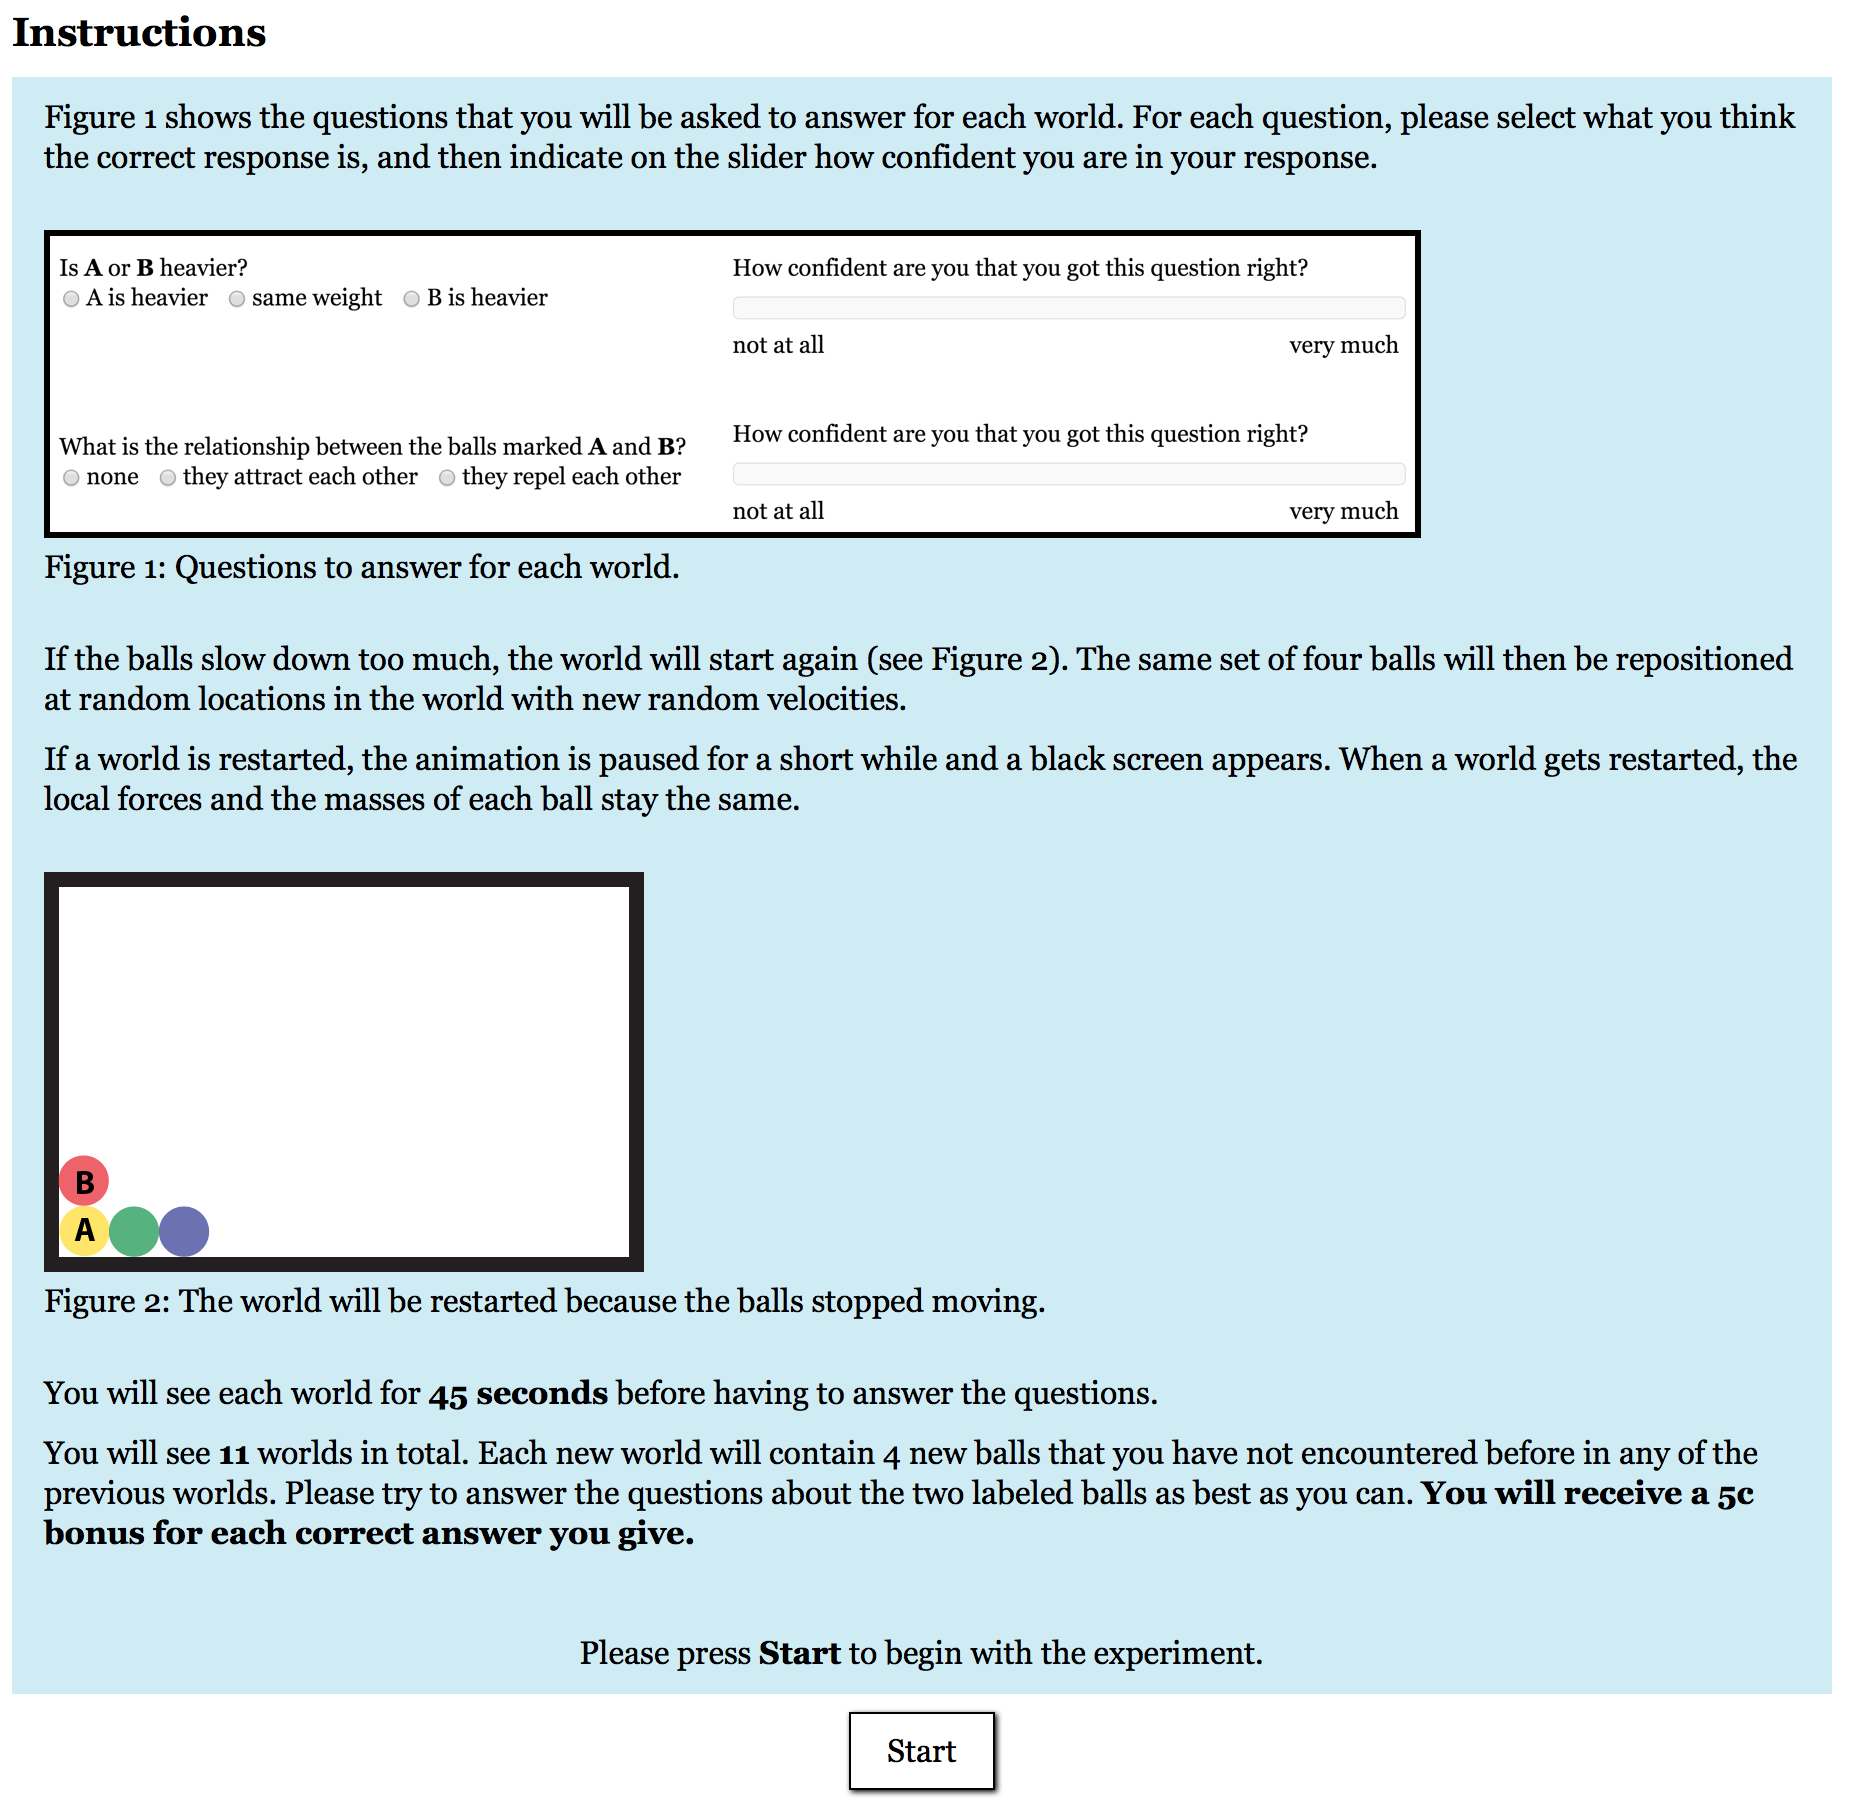 Instructions
Figure 1 shows the questions that you will be asked to answer for each world. For each question, please select what you think
the correct response is, and then indicate on the slider how confident you are in your response.
Is A or B heavier?
A is heavier same weight B is heavier
How confident are you that you got this question right?
not at all very much
What is the relationship between the balls marked A and B?
none they attract each other they repel each other
How confident are you that you got this question right?
not at all very much
Figure 1: Questions to answer for each world.
If the balls slow down too much, the world will start again (see Figure 2). The same set of four balls will then be repositioned
at random locations in the world with new random velocities.
If a world is restarted, the animation is paused for a short while and a black screen appears. When a world gets restarted, the
local forces and the masses of each ball stay the same.
B
A
Figure 2: The world will be restarted because the balls stopped moving.
You will see each world for 45 seconds before having to answer the questions.
You will see 11 worlds in total. Each new world will contain 4 new balls that you have not encountered before in any of the
previous worlds. Please try to answer the questions about the two labeled balls as best as you can. You will receive a 5c
bonus for each correct answer you give.
Please press Start to begin with the experiment.
Start